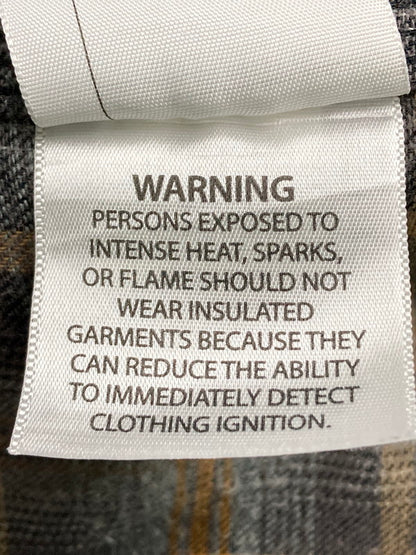 WARNING
PERSONS EXPOSED TO
INTENSE HEAT, SPARKS,
OR FLAME SHOULD NOT
WEAR INSULATED
GARMENTS BECAUSE THEY
CAN REDUCE THE ABILITY
TO IMMEDIATELY DETECT
CLOTHING IGNITION.